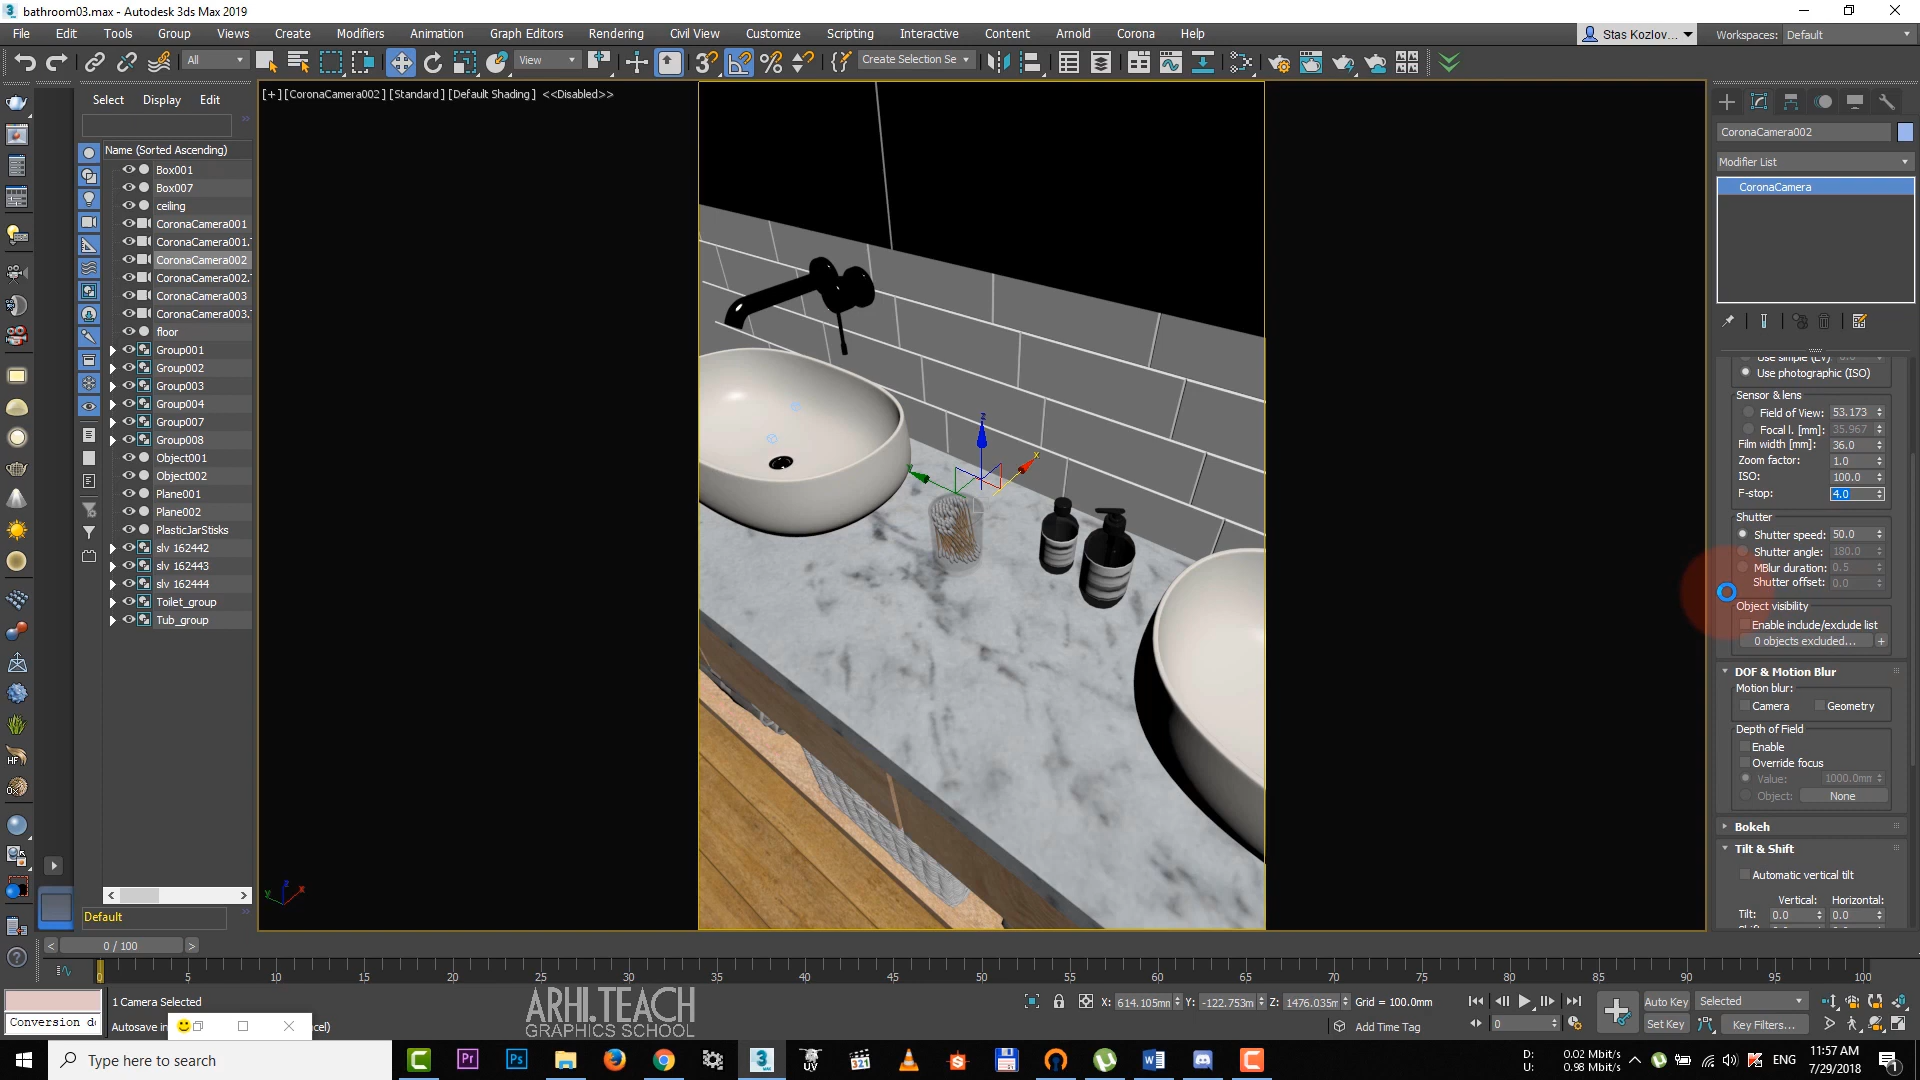 bathroom03.max - Autodesk 3ds Max 2019
File Edit Tools Group Views Create Modifiers Animation Graph Editors Rendering Civil View Customize Scripting Interactive Content Arnold Corona Help
Stas Kozlov... Workspaces: Default
All View Create Selection Se
Select Display Edit
[+] [CoronaCamera002] [Standard] [Default Shading] <<Disabled>>
Name (Sorted Ascending)
Box001
Box007
ceiling
CoronaCamera001
CoronaCamera001.
CoronaCamera002
CoronaCamera002.
CoronaCamera003
CoronaCamera003.
floor
Group001
Group002
Group003
Group004
Group007
Group008
Object001
Object002
Plane001
Plane002
PlasticJarStisks
slv 162442
slv 162443
slv 162444
Toilet_group
Tub_group
Default
CoronaCamera002
Modifier List
CoronaCamera
Use simple (EV) 0.0
Use photographic (ISO)
Sensor & lens
Field of View: 53.173
Focal l. [mm]: 35.967
Film width [mm]: 36.0
Zoom factor: 1.0
ISO: 100.0
F-stop: 4.0
Shutter
Shutter speed: 50.0
Shutter angle: 180.0
MBlur duration: 0.5
Shutter offset: 0.0
Object visibility
Enable include/exclude list
0 objects excluded... +
DOF & Motion Blur
Motion blur:
Camera Geometry
Depth of Field
Enable
Override focus
Value: 1000.0mm
Object: None
Bokeh
Tilt & Shift
Automatic vertical tilt
Vertical: Horizontal:
Tilt: 0.0 0.0
z
x
y
z
y x
< 0 / 100 >
0 5 10 15 20 25 30 35 40 45 50 55 60 65 70 75 80 85 90 95 100
1 Camera Selected
Conversion d
Autosave in
cel)
ARHI.TEACH
GRAPHICS SCHOOL
X: 614.105mm Y: -122.753m Z: 1476.035m Grid = 100.0mm
Add Time Tag
0
Auto Key Selected
Set Key Key Filters...
Type here to search
D: 0.02 Mbit/s
U: 0.98 Mbit/s
ENG
11:57 AM
7/29/2018